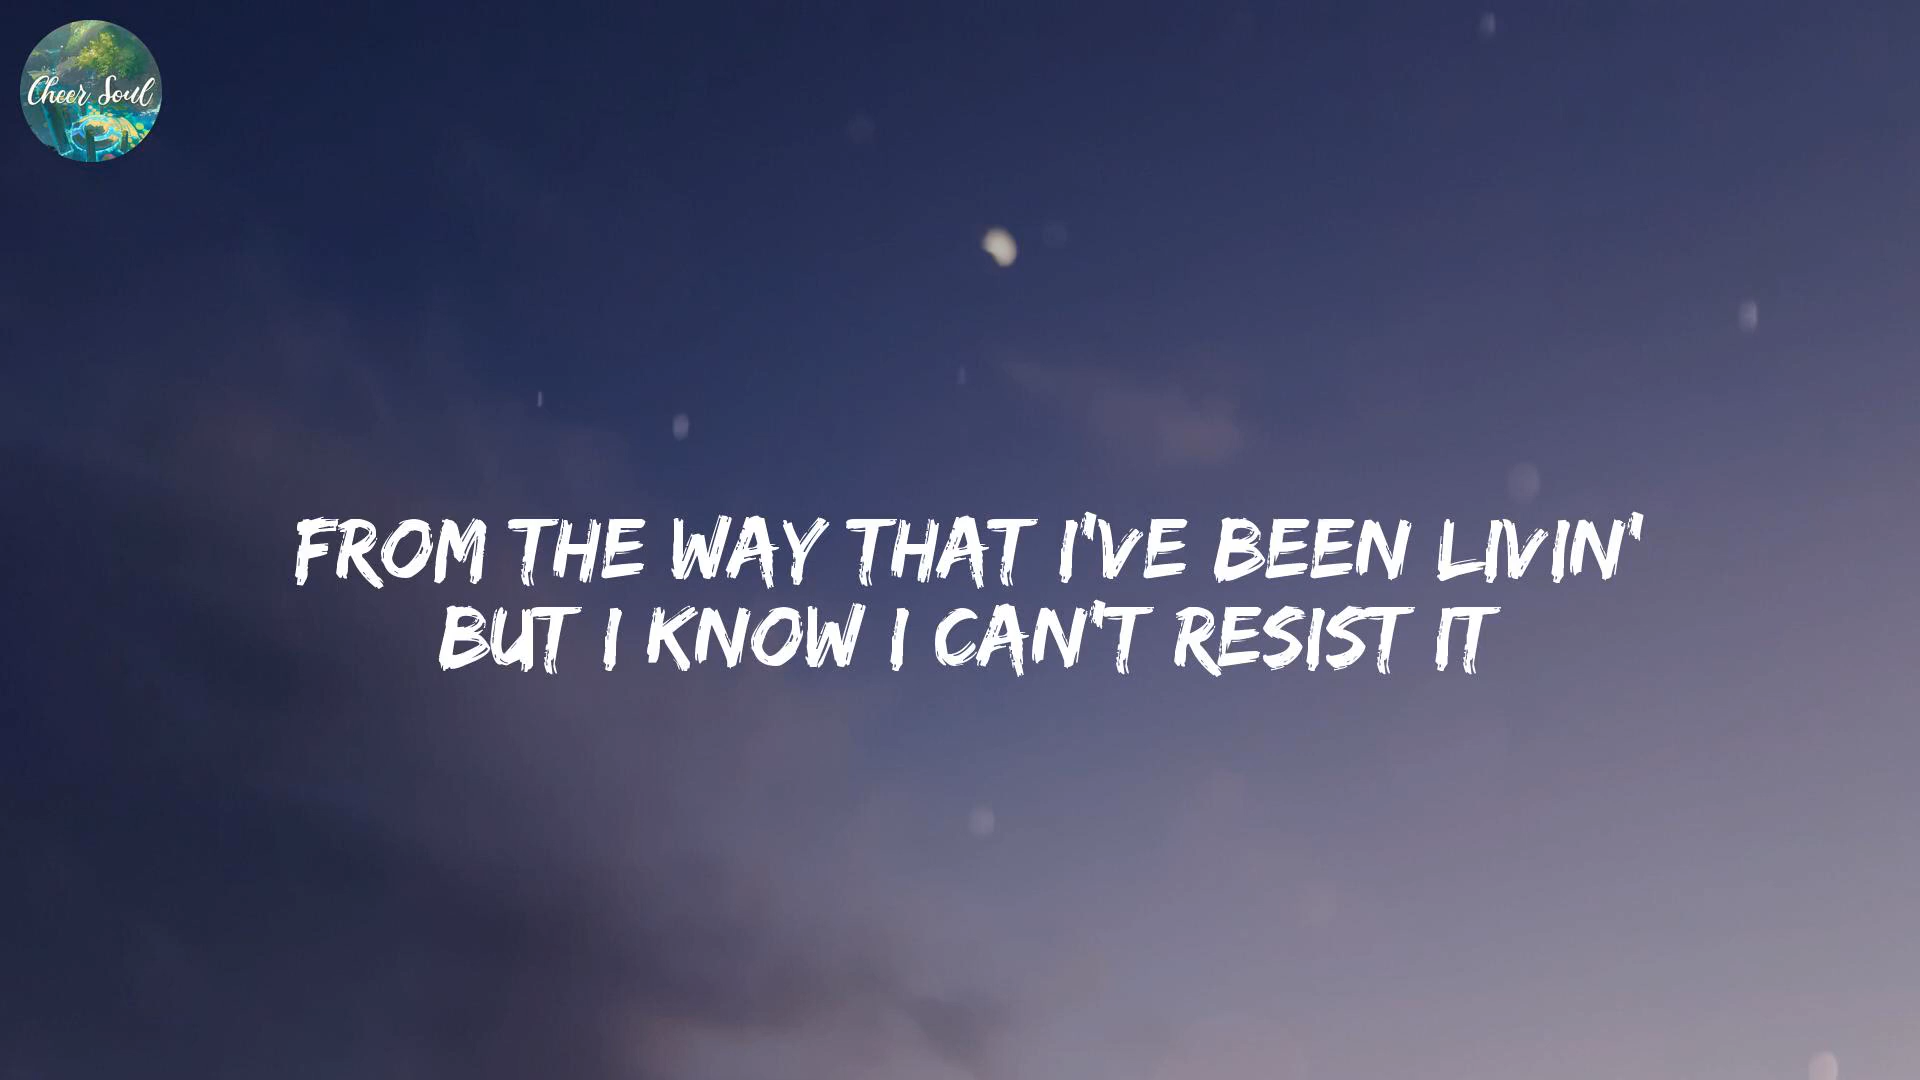 Cheer Soul
FROM THE WAY THAT I'VE BEEN LIVIN'
BUT I KNOW I CAN'T RESIST IT